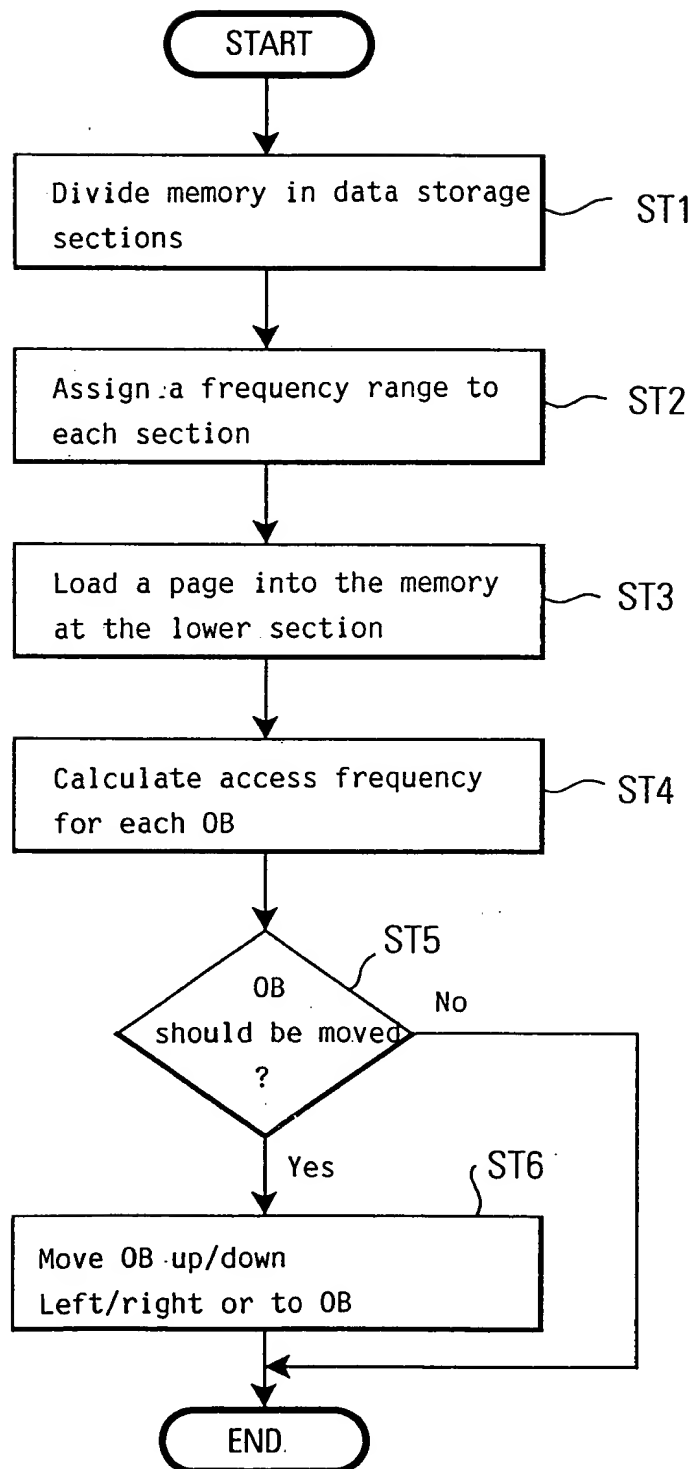 START
Divide memory in data storage
sections
ST1
Assign a frequency range to
each section
ST2
Load a page into the memory
at the lower section
ST3
Calculate access frequency
for each OB
ST4
ST5
OB
should be moved
?
No
Yes
ST6
Move OB up/down
Left/right or to OB
END